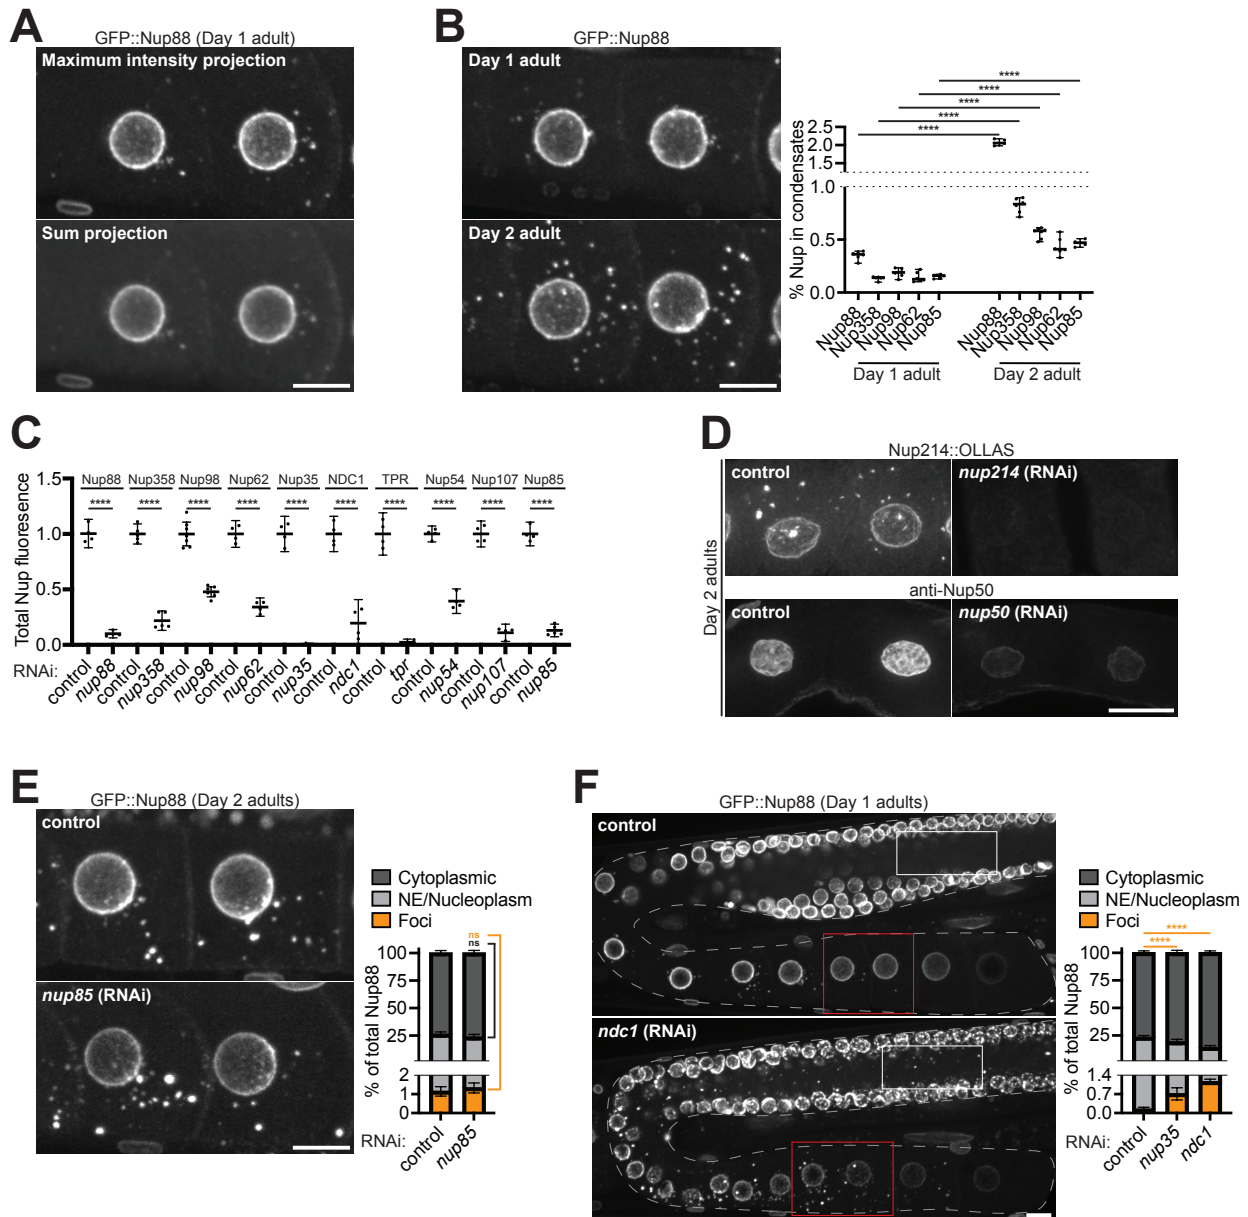 A
GFP::Nup88 (Day 1 adult)
Maximum intensity projection
Sum projection
B
GFP::Nup88
Day 1 adult
Day 2 adult
% Nup in condensates
2.5
2.0
1.5
1.0
0.5
0.0
****
****
****
****
****
Nup88
Nup358
Nup98
Nup62
Nup85
Nup88
Nup358
Nup98
Nup62
Nup85
Day 1 adult
Day 2 adult
C
Total Nup fluoresence
1.5
1.0
0.5
0.0
Nup88 Nup358 Nup98 Nup62 Nup35 NDC1 TPR Nup54 Nup107 Nup85
**** **** **** **** **** **** **** **** **** ****
RNAi:
control
nup88
control
nup358
control
nup98
control
nup62
control
nup35
control
ndc1
control
tpr
control
nup54
control
nup107
control
nup85
D
Nup214::OLLAS
control
nup214 (RNAi)
anti-Nup50
control
nup50 (RNAi)
Day 2 adults
E
GFP::Nup88 (Day 2 adults)
control
nup85 (RNAi)
Cytoplasmic
NE/Nucleoplasm
Foci
ns
ns
% of total Nup88
100
75
50
25
2
1
0
RNAi:
control
nup85
F
GFP::Nup88 (Day 1 adults)
control
ndc1 (RNAi)
Cytoplasmic
NE/Nucleoplasm
Foci
****
****
% of total Nup88
100
75
50
25
1.4
0.7
0.0
RNAi:
control
nup35
ndc1